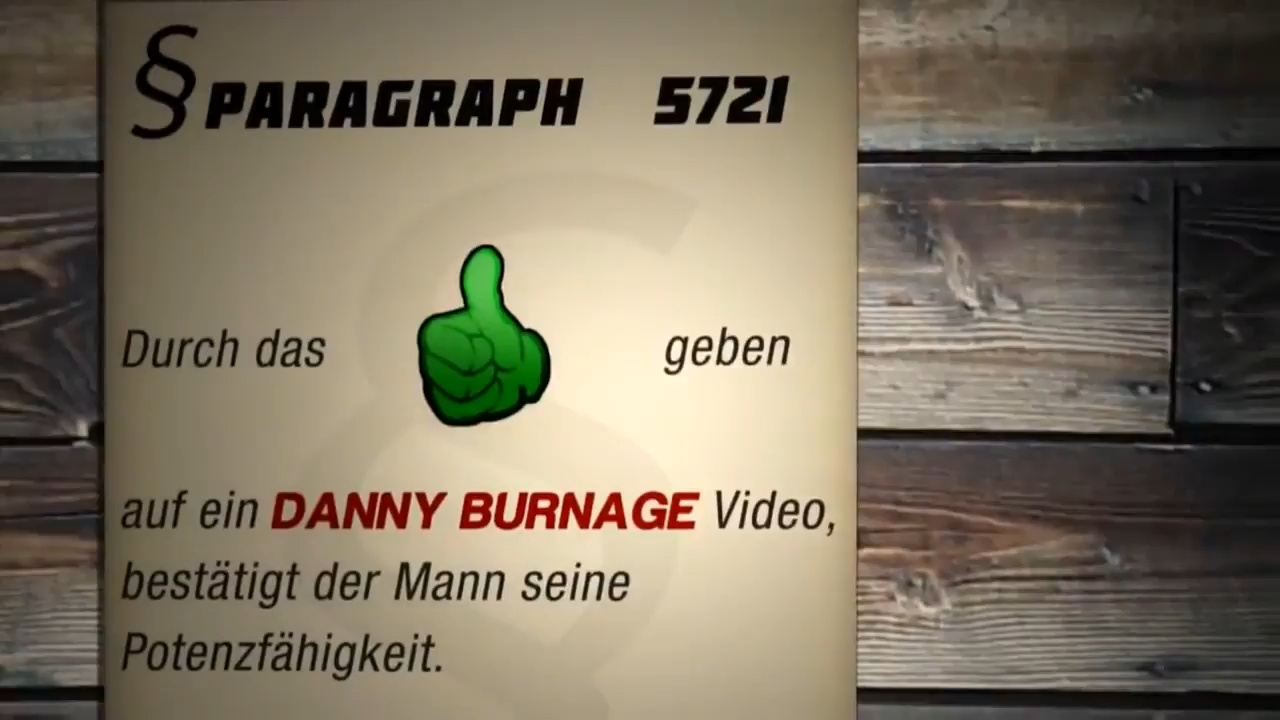 § PARAGRAPH 5721
Durch das geben
auf ein DANNY BURNAGE Video,
bestätigt der Mann seine
Potenzfähigkeit.